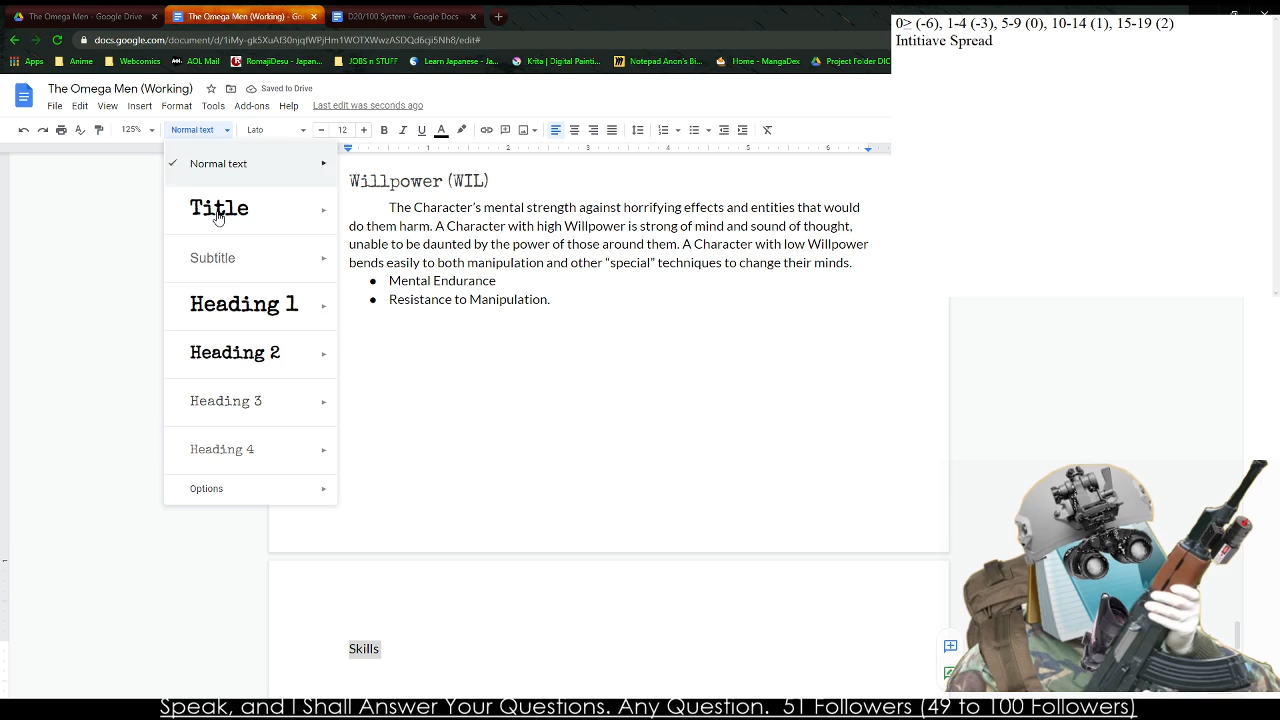 The Omega Men - Google Drive
The Omega Men (Working) - Go
D20/100 System - Google Docs
0≥ (-6), 1-4 (-3), 5-9 (0), 10-14 (1), 15-19 (2)
Intitiave Spread
docs.google.com/document/d/1iMy-gk5XuAf30njqfWPjHm1WOTXWwzASDQd6cji5Nh8/edit#
Apps
Anime
Webcomics
AOL Mail
RomajiDesu - Japan...
JOBS n STUFF
Learn Japanese - Ja...
Krita | Digital Painti...
Notepad Anon's Bi...
Home - MangaDex
Project Folder DIC
The Omega Men (Working)
Saved to Drive
File Edit View Insert Format Tools Add-ons Help Last edit was seconds ago
125% Normal text Lato 12
1 2 3 4 5 6
Normal text
Title
Subtitle
Heading 1
Heading 2
Heading 3
Heading 4
Options
Willpower (WIL)
The Character's mental strength against horrifying effects and entities that would
do them harm. A Character with high Willpower is strong of mind and sound of thought,
unable to be daunted by the power of those around them. A Character with low Willpower
bends easily to both manipulation and other “special” techniques to change their minds.
● Mental Endurance
● Resistance to Manipulation.
Skills
Speak, and I Shall Answer Your Questions. Any Question. 51 Followers (49 to 100 Followers)